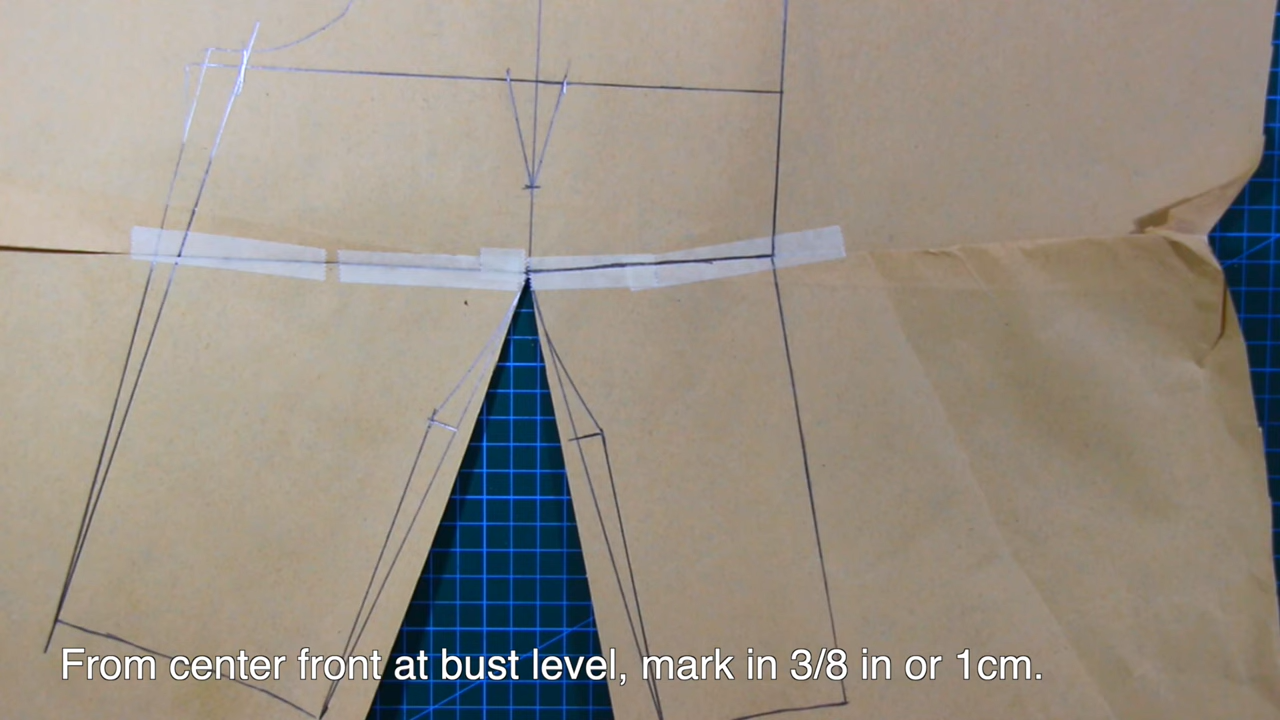 From center front at bust level, mark in 3/8 in or 1cm.